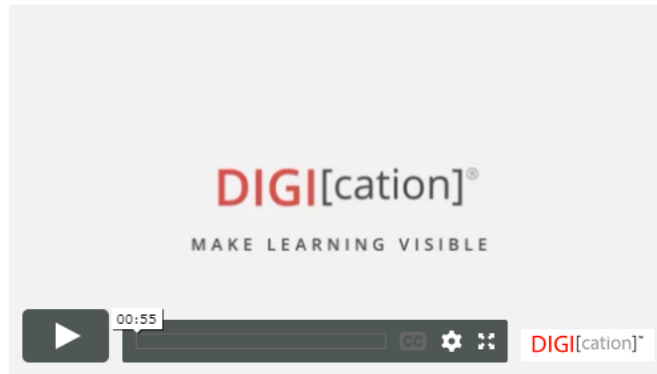 DIGI[cation]®
MAKE LEARNING VISIBLE
00:55
CC
DIGI[cation]™